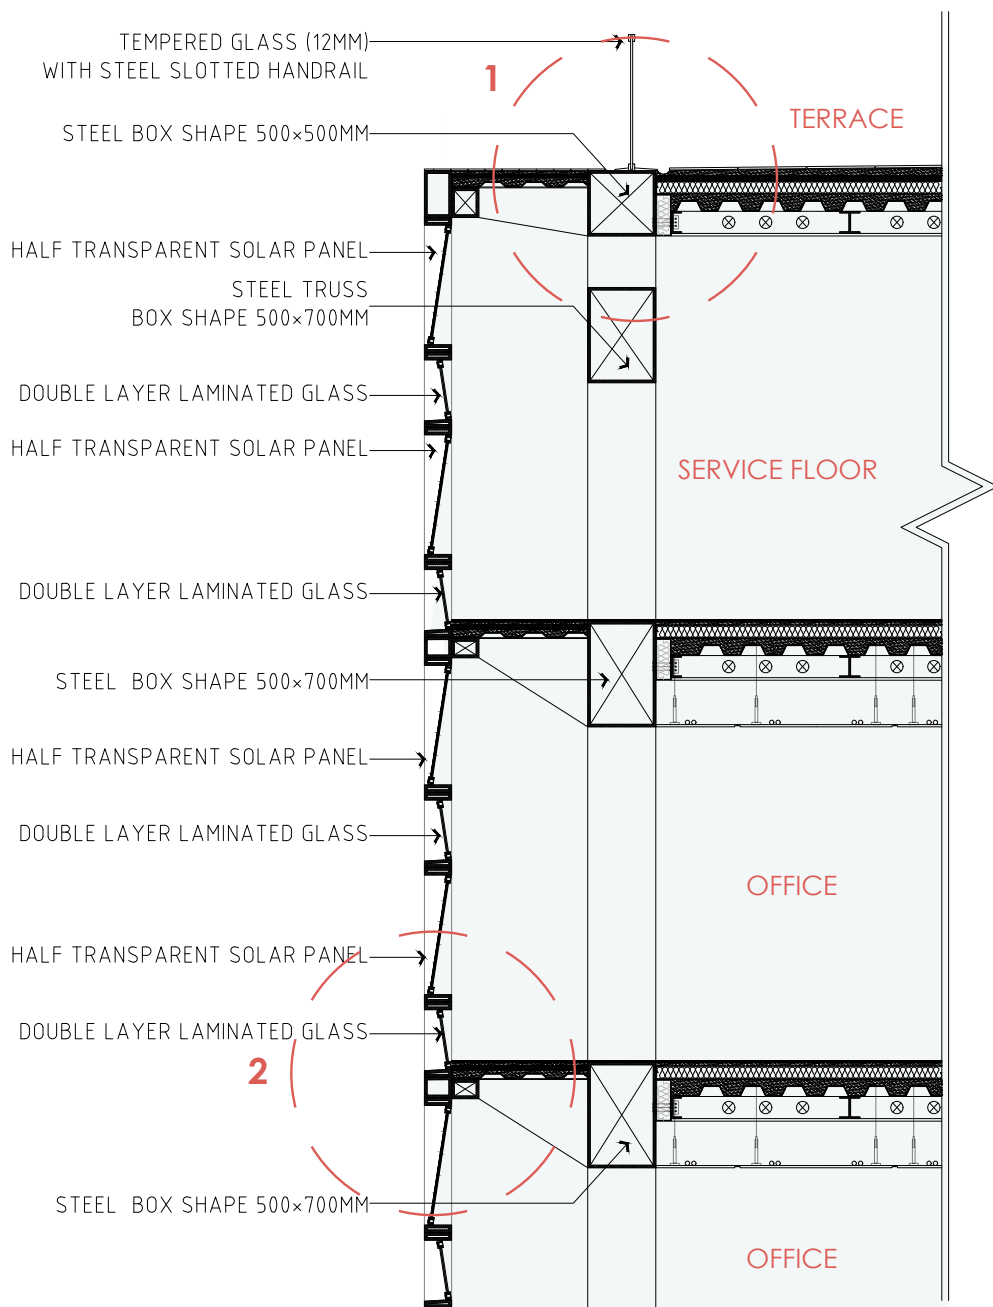 TEMPERED GLASS (12MM)
WITH STEEL SLOTTED HANDRAIL
1
TERRACE
STEEL BOX SHAPE 500×500MM
HALF TRANSPARENT SOLAR PANEL
STEEL TRUSS
BOX SHAPE 500×700MM
DOUBLE LAYER LAMINATED GLASS
HALF TRANSPARENT SOLAR PANEL
SERVICE FLOOR
DOUBLE LAYER LAMINATED GLASS
STEEL BOX SHAPE 500×700MM
HALF TRANSPARENT SOLAR PANEL
DOUBLE LAYER LAMINATED GLASS
OFFICE
HALF TRANSPARENT SOLAR PANEL
DOUBLE LAYER LAMINATED GLASS
2
STEEL BOX SHAPE 500×700MM
OFFICE